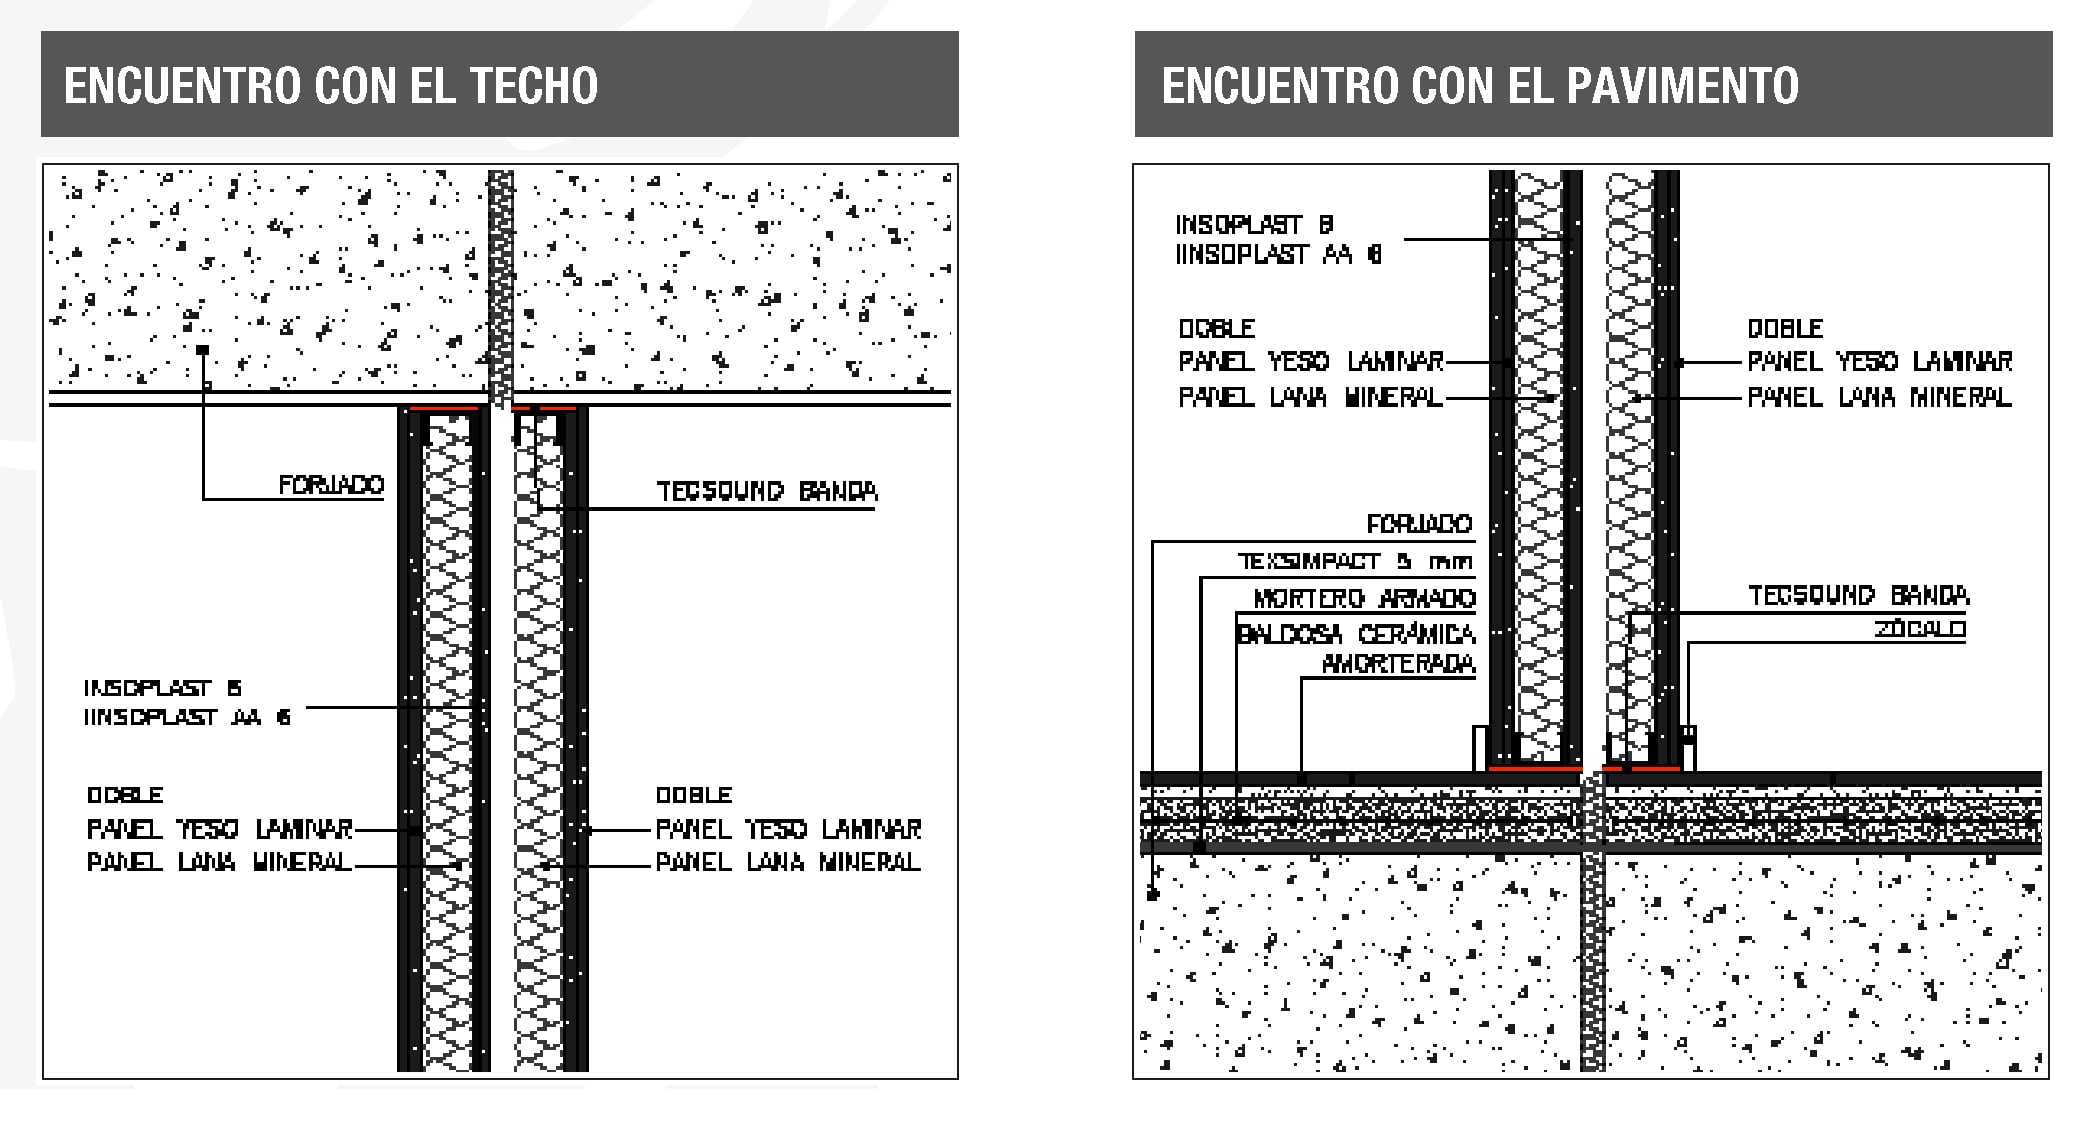 ENCUENTRO CON EL TECHO
FORJADO
TECSOUND BANDA
INSOPLAST 6
IINSOPLAST AA 6
DOBLE
PANEL YESO LAMINAR
PANEL LANA MINERAL
DOBLE
PANEL YESO LAMINAR
PANEL LANA MINERAL
ENCUENTRO CON EL PAVIMENTO
INSOPLAST 6
IINSOPLAST AA 6
DOBLE
PANEL YESO LAMINAR
PANEL LANA MINERAL
DOBLE
PANEL YESO LAMINAR
PANEL LANA MINERAL
FORJADO
TEXSIMPACT 5 mm
MORTERO ARMADO
BALDOSA CERÁMICA
AMORTERADA
TECSOUND BANDA
ZÓCALO